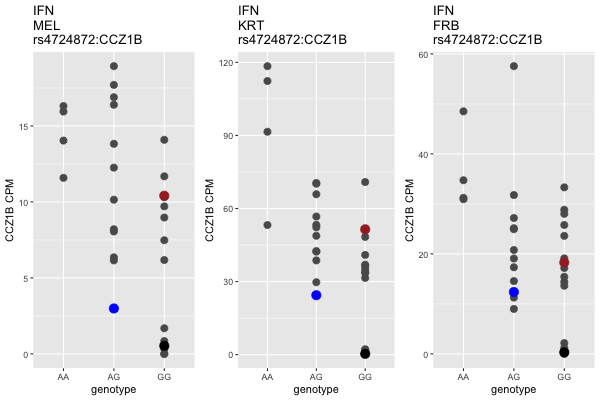 IFN
MEL
rs4724872:CCZ1B
CCZ1B CPM
15
10
5
0
AA AG GG
genotype
IFN
KRT
rs4724872:CCZ1B
CCZ1B CPM
120
90
60
30
0
AA AG GG
genotype
IFN
FRB
rs4724872:CCZ1B
CCZ1B CPM
60
40
20
0
AA AG GG
genotype